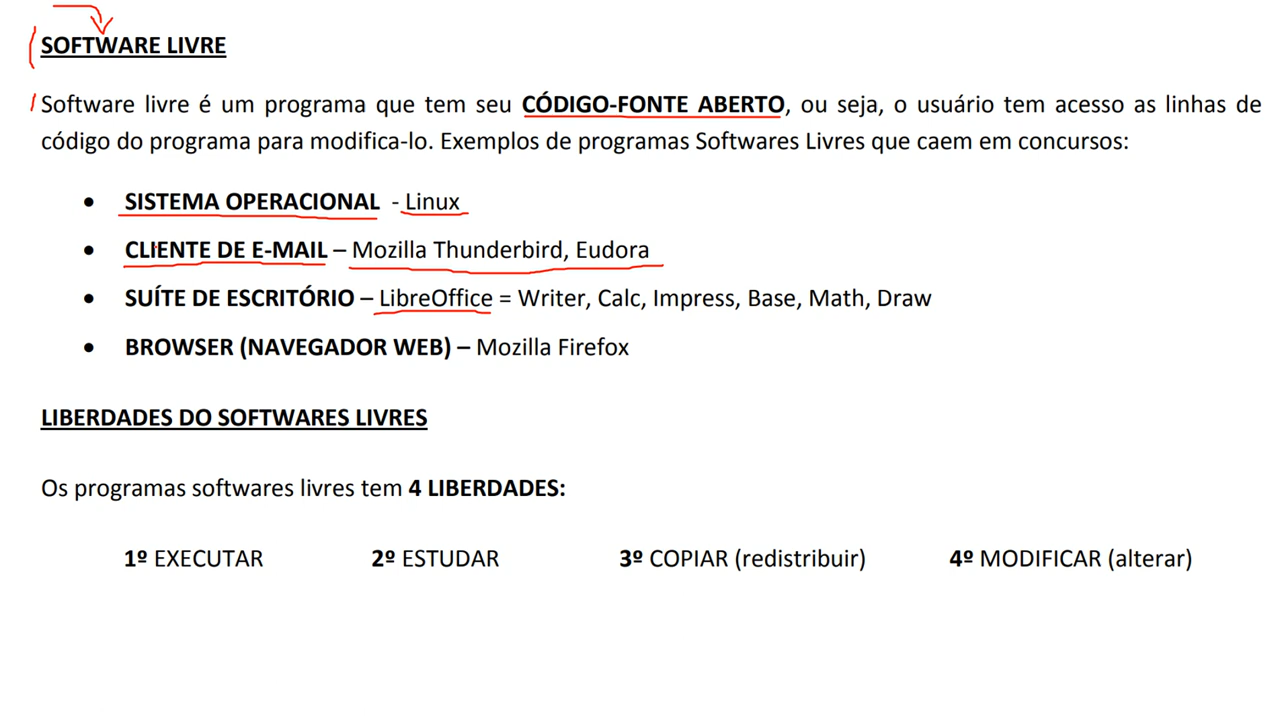 SOFTWARE LIVRE
Software livre é um programa que tem seu CÓDIGO-FONTE ABERTO, ou seja, o usuário tem acesso as linhas de
código do programa para modifica-lo. Exemplos de programas Softwares Livres que caem em concursos:
• SISTEMA OPERACIONAL - Linux
• CLIENTE DE E-MAIL – Mozilla Thunderbird, Eudora
• SUÍTE DE ESCRITÓRIO – LibreOffice = Writer, Calc, Impress, Base, Math, Draw
• BROWSER (NAVEGADOR WEB) – Mozilla Firefox
LIBERDADES DO SOFTWARES LIVRES
Os programas softwares livres tem 4 LIBERDADES:
1º EXECUTAR 2º ESTUDAR 3º COPIAR (redistribuir) 4º MODIFICAR (alterar)